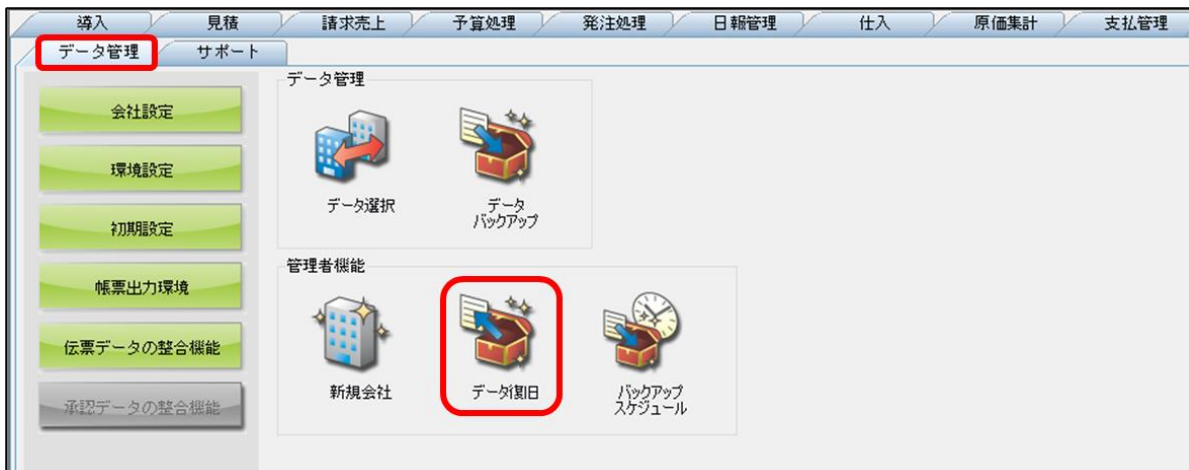 導入 見積 請求売上 予算処理 発注処理 日報管理 仕入 原価集計 支払管理
データ管理 サポート
データ管理
会社設定
環境設定
初期設定
帳票出力環境
伝票データの整合機能
承認データの整合機能
データ選択
データ
バックアップ
管理者機能
新規会社
データ復旧
バックアップ
スケジュール